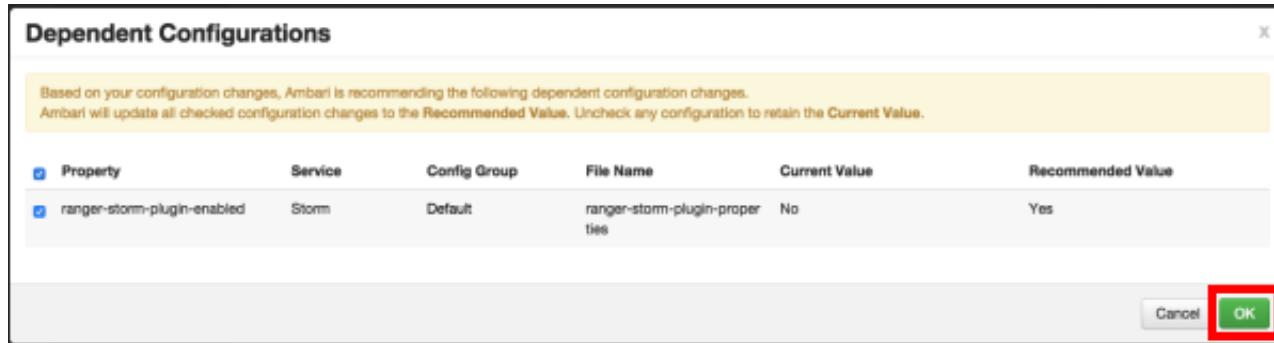 Dependent Configurations
X
Based on your configuration changes, Ambari is recommending the following dependent configuration changes.
Ambari will update all checked configuration changes to the Recommended Value. Uncheck any configuration to retain the Current Value.
Property Service Config Group File Name Current Value Recommended Value
ranger-storm-plugin-enabled Storm Default ranger-storm-plugin-proper No Yes
ties
Cancel OK